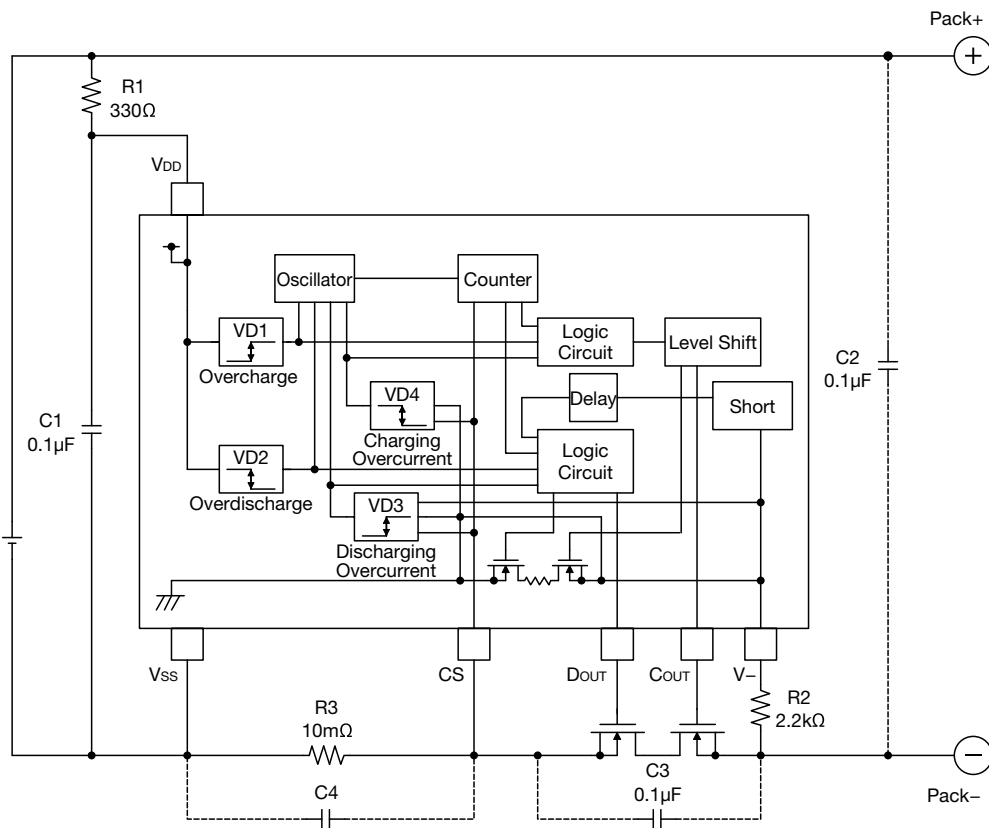 Pack+
+
R1
330Ω
VDD
Oscillator
Counter
VD1
Overcharge
Logic
Circuit
Level Shift
C2
0.1µF
VD4
Charging
Overcurrent
Delay
Short
C1
0.1µF
VD2
Overdischarge
Logic
Circuit
VD3
Discharging
Overcurrent
VSS
CS
DOUT
COUT
V–
R2
2.2kΩ
R3
10mΩ
C4
C3
0.1µF
–
Pack–